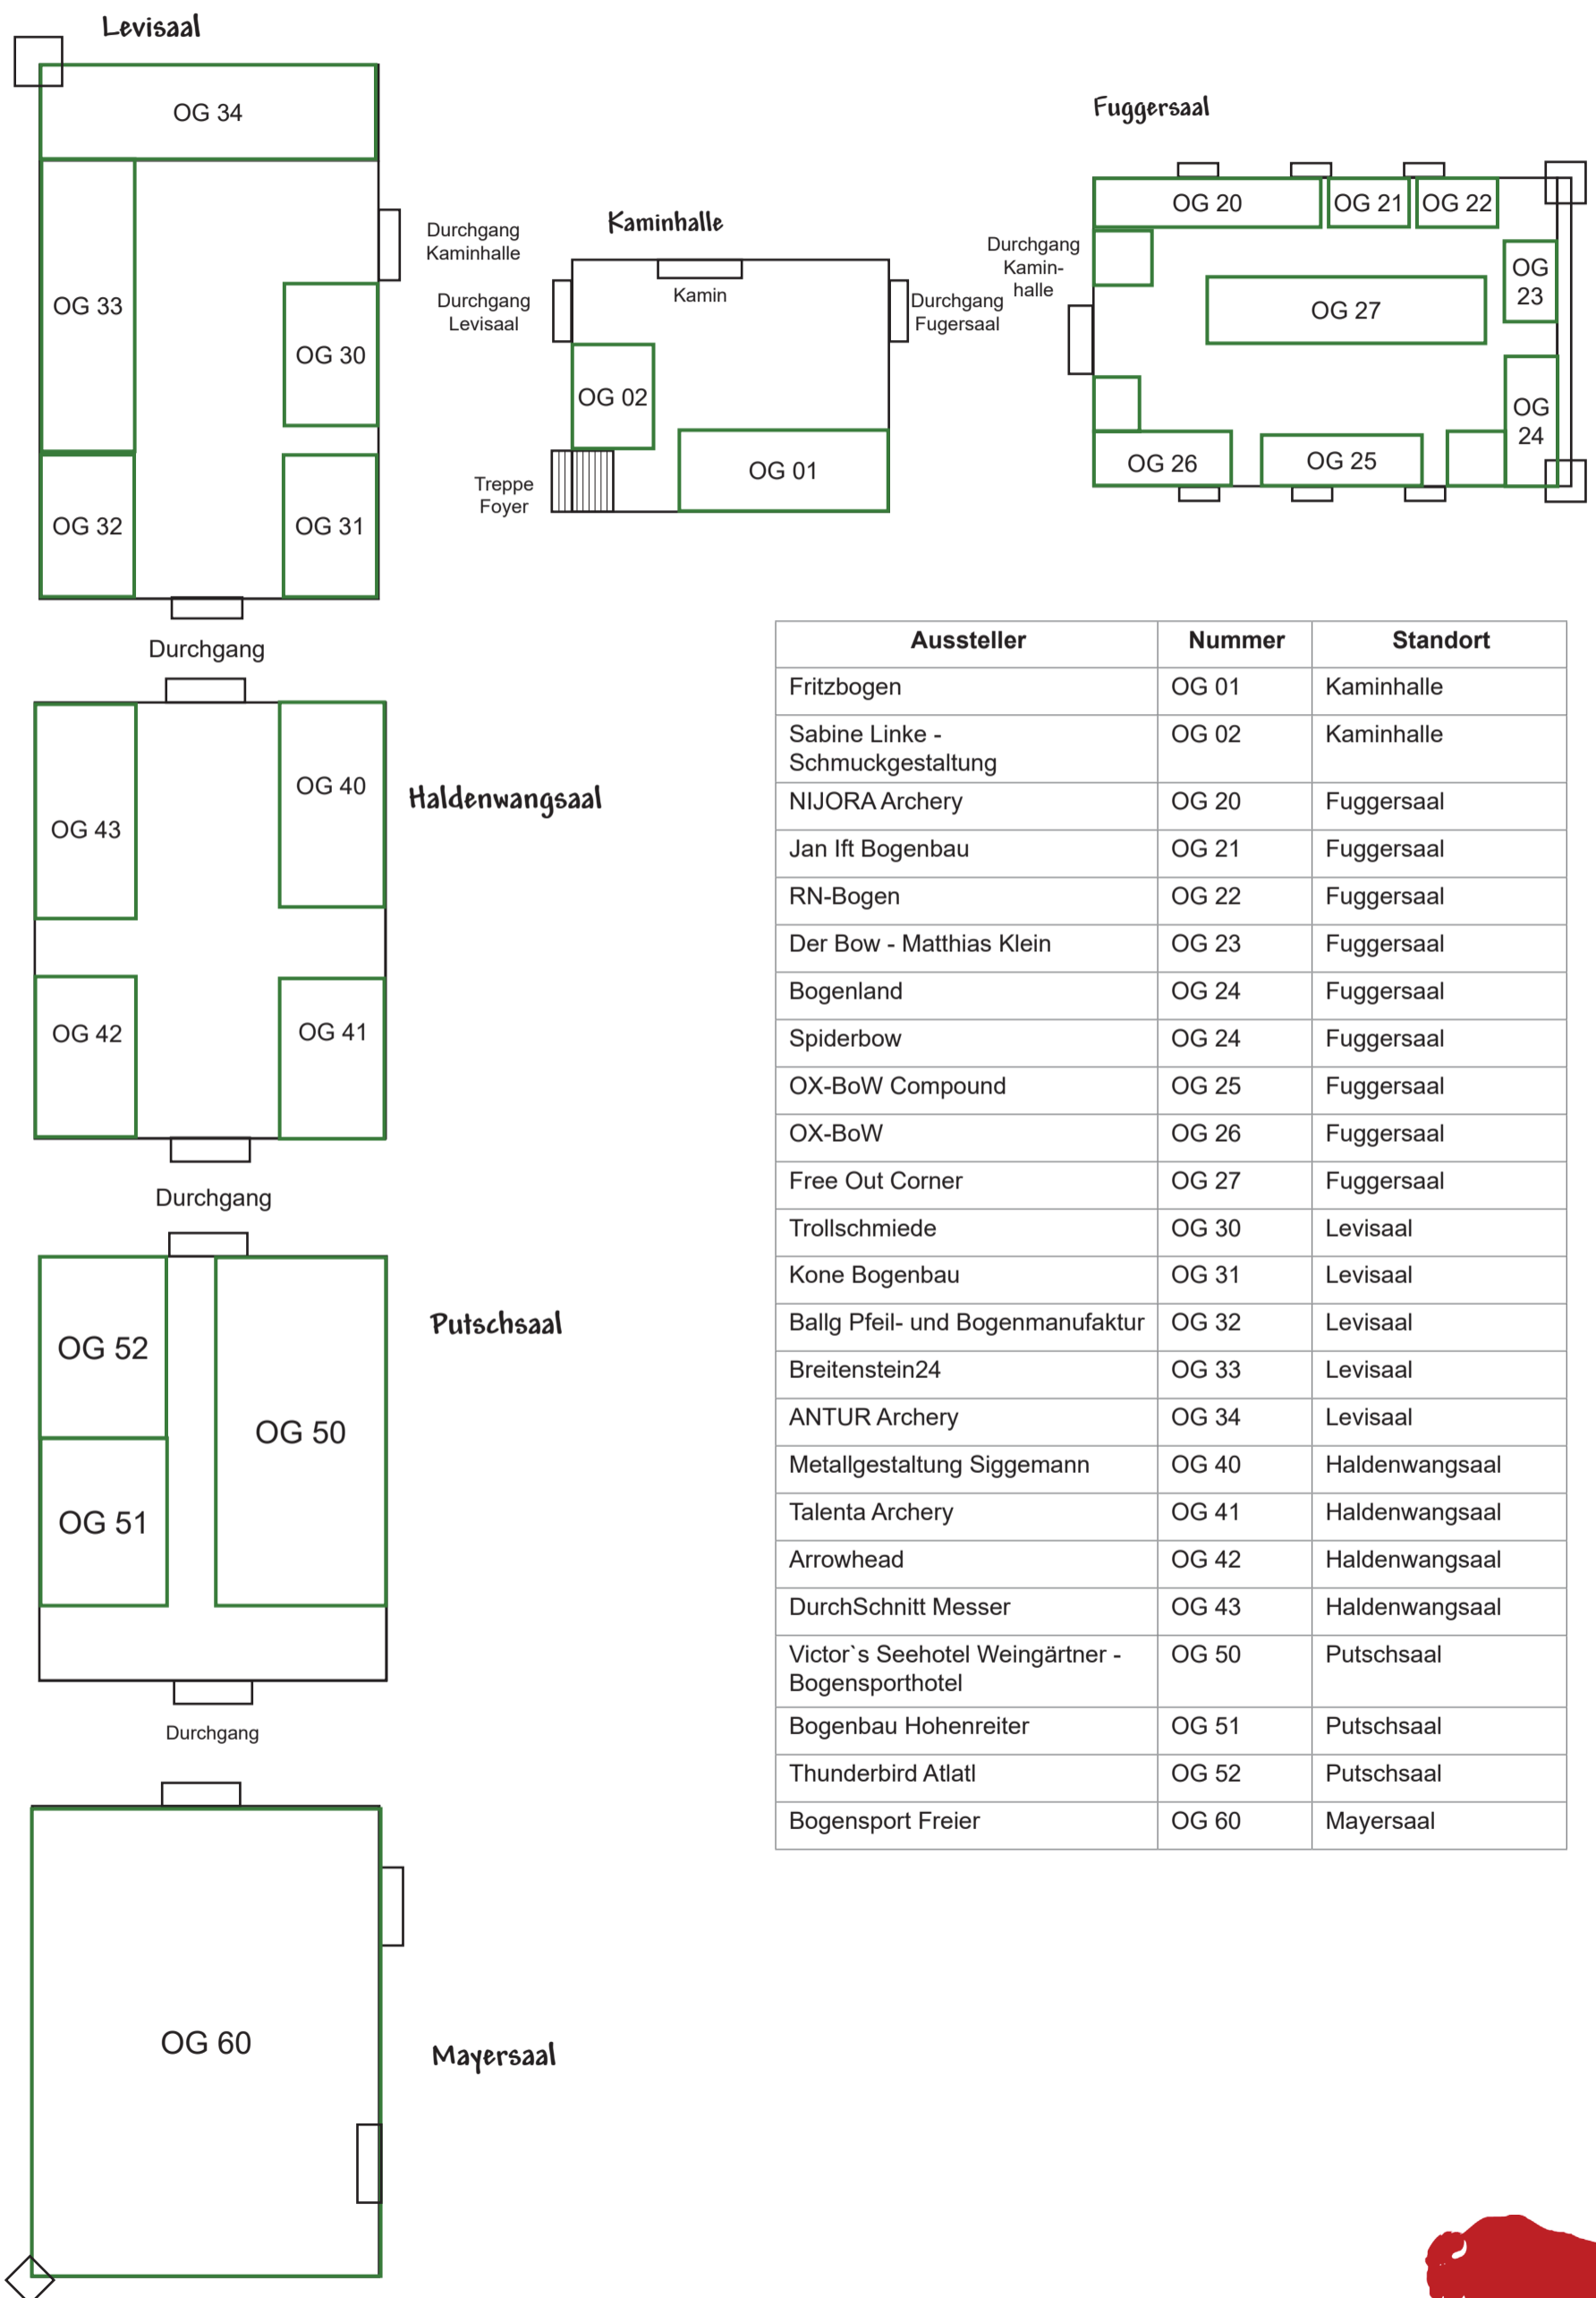 Levisaal
OG 34
OG 33
OG 30
OG 32
OG 31
Durchgang
Kaminhalle
Durchgang
Kaminhalle
Kamin
Durchgang
Levisaal
Durchgang
Fugersaal
OG 02
OG 01
Treppe
Foyer
Fuggersaal
Durchgang
Kamin-
halle
OG 20
OG 21
OG 22
OG
23
OG 27
OG
24
OG 26
OG 25
Haldenwangsaal
OG 40
OG 43
OG 42
OG 41
Durchgang
Putschsaal
OG 52
OG 50
OG 51
Durchgang
OG 60
Mayersaal
Aussteller Nummer Standort
Fritzbogen OG 01 Kaminhalle
Sabine Linke - OG 02 Kaminhalle
Schmuckgestaltung
NIJORA Archery OG 20 Fuggersaal
Jan Ift Bogenbau OG 21 Fuggersaal
RN-Bogen OG 22 Fuggersaal
Der Bow - Matthias Klein OG 23 Fuggersaal
Bogenland OG 24 Fuggersaal
Spiderbow OG 24 Fuggersaal
OX-BoW Compound OG 25 Fuggersaal
OX-BoW OG 26 Fuggersaal
Free Out Corner OG 27 Fuggersaal
Trollschmiede OG 30 Levisaal
Kone Bogenbau OG 31 Levisaal
Ballg Pfeil- und Bogenmanufaktur OG 32 Levisaal
Breitenstein24 OG 33 Levisaal
ANTUR Archery OG 34 Levisaal
Metallgestaltung Siggemann OG 40 Haldenwangsaal
Talenta Archery OG 41 Haldenwangsaal
Arrowhead OG 42 Haldenwangsaal
DurchSchnitt Messer OG 43 Haldenwangsaal
Victor`s Seehotel Weingärtner - OG 50 Putschsaal
Bogensporthotel
Bogenbau Hohenreiter OG 51 Putschsaal
Thunderbird Atlatl OG 52 Putschsaal
Bogensport Freier OG 60 Mayersaal